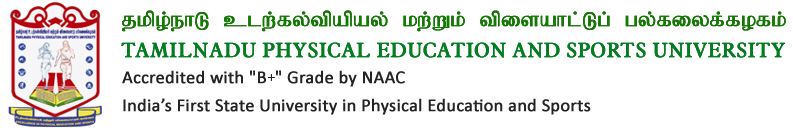 தமிழ்நாடு உடற்கல்வியியல் மற்றும் விளையாட்டுப் பல்கலைக்கழகம்
TAMILNADU PHYSICAL EDUCATION AND SPORTS UNIVERSITY
Accredited with "B+" Grade by NAAC
India's First State University in Physical Education and Sports